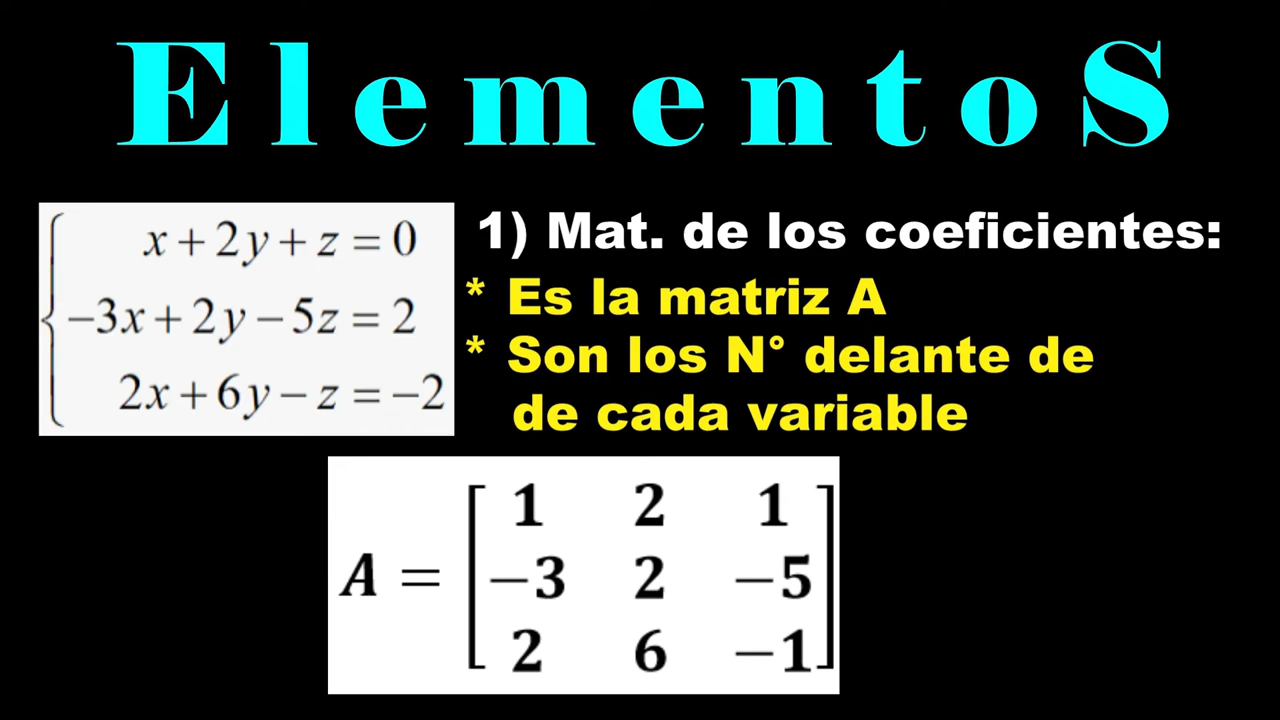 ElementoS
x + 2y + z = 0
−3x + 2y − 5z = 2
2x + 6y − z = −2
1) Mat. de los coeficientes:
* Es la matriz A
* Son los N° delante de
de cada variable
A = [ 1 2 1
−3 2 −5
2 6 −1 ]